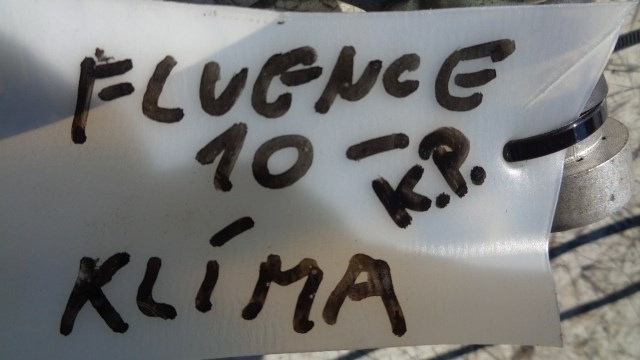 FLUENCE
10 - K.P.
KLÍMA